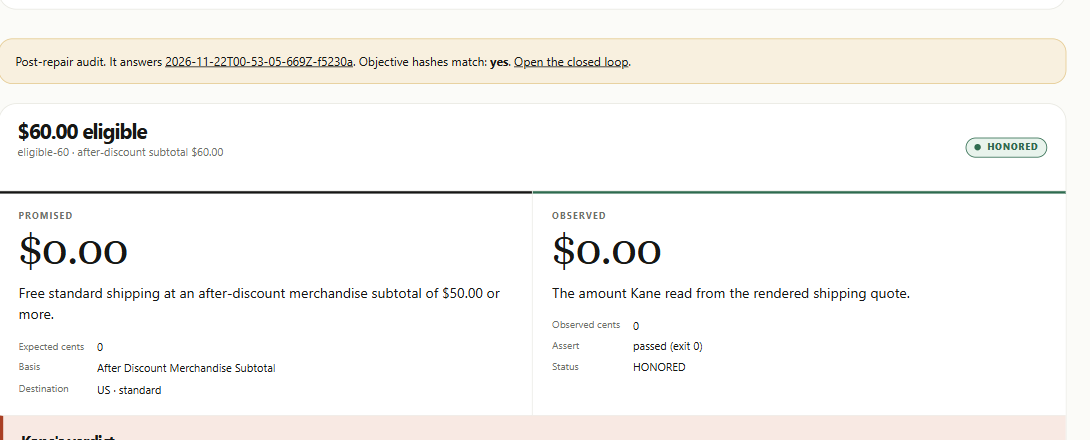 Post-repair audit. It answers 2026-11-22T00-53-05-669Z-f5230a. Objective hashes match: yes. Open the closed loop.
$60.00 eligible
eligible-60 · after-discount subtotal $60.00
HONORED
PROMISED
$0.00
Free standard shipping at an after-discount merchandise subtotal of $50.00 or
more.
Expected cents 0
Basis After Discount Merchandise Subtotal
Destination US · standard
OBSERVED
$0.00
The amount Kane read from the rendered shipping quote.
Observed cents 0
Assert passed (exit 0)
Status HONORED
Kane's verdict